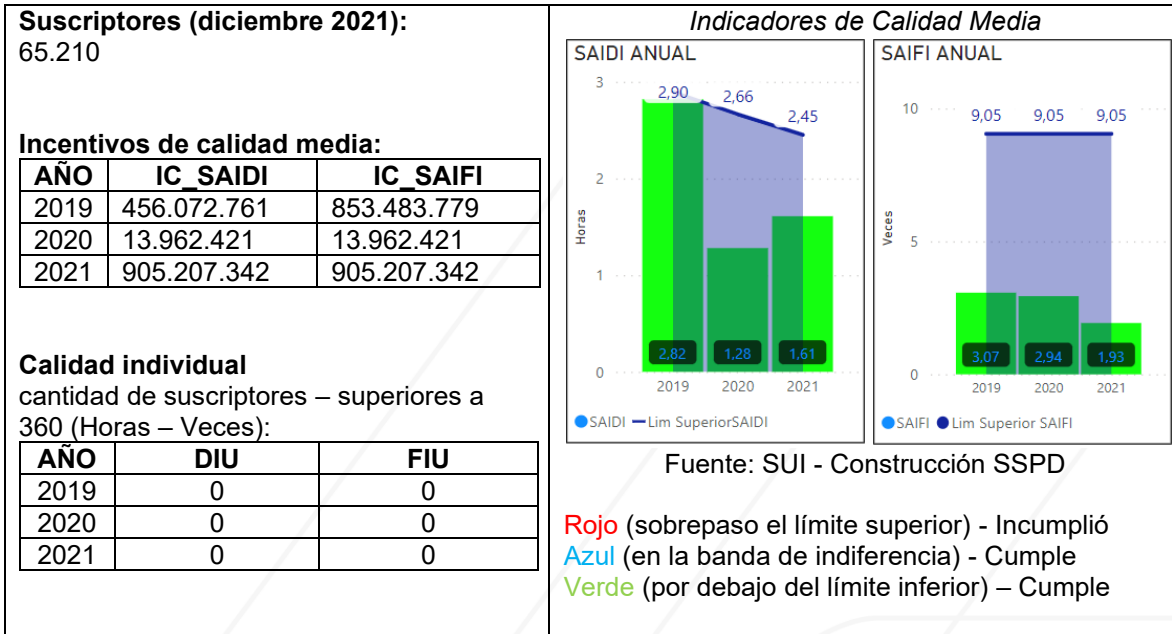 Suscriptores (diciembre 2021):
65.210
Incentivos de calidad media:
AÑO IC_SAIDI IC_SAIFI
2019 456.072.761 853.483.779
2020 13.962.421 13.962.421
2021 905.207.342 905.207.342
Calidad individual
cantidad de suscriptores – superiores a
360 (Horas – Veces):
AÑO DIU FIU
2019 0 0
2020 0 0
2021 0 0
Indicadores de Calidad Media
SAIDI ANUAL
3
2
1
0
Horas
2,90 2,66 2,45
2,82 1,28 1,61
2019 2020 2021
SAIDI Lim SuperiorSAIDI
SAIFI ANUAL
10
5
0
Veces
9,05 9,05 9,05
3,07 2,94 1,93
2019 2020 2021
SAIFI Lim Superior SAIFI
Fuente: SUI - Construcción SSPD
Rojo (sobrepaso el límite superior) - Incumplió
Azul (en la banda de indiferencia) - Cumple
Verde (por debajo del límite inferior) – Cumple